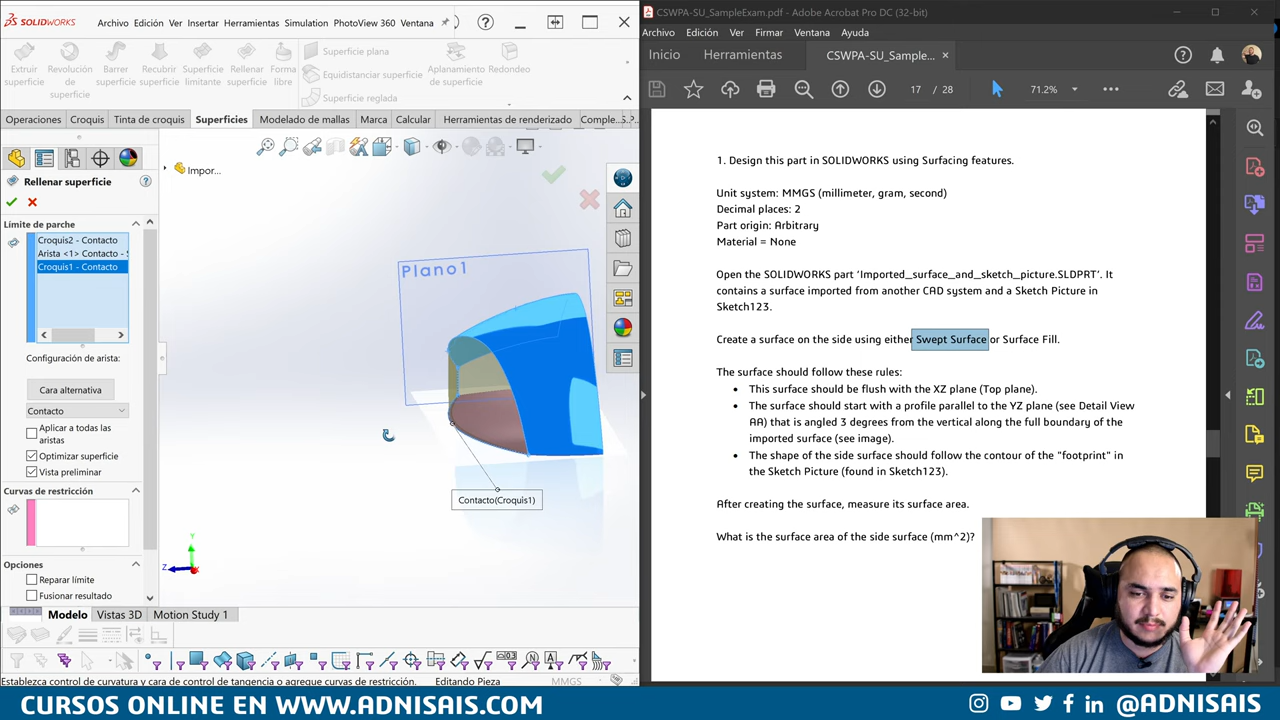 SOLIDWORKS
Archivo Edición Ver Insertar Herramientas Simulation PhotoView 360 Ventana
Extruir superficie
Revolución de superficie
Barrer superficie
Recubrir superficie
Superficie limitante
Rellenar superficie
Forma libre
Superficie plana
Equidistanciar superficie
Superficie reglada
Aplanamiento de superficie
Redondeo
Operaciones Croquis Tinta de croquis Superficies Modelado de mallas Marca Calcular Herramientas de renderizado Comple...
Impor...
Rellenar superficie
Límite de parche
Croquis2 - Contacto
Arista <1> Contacto -
Croquis1 - Contacto
Configuración de arista:
Cara alternativa
Contacto
Aplicar a todas las
aristas
Optimizar superficie
Vista preliminar
Curvas de restricción
Opciones
Reparar límite
Fusionar resultado
Plano1
Contacto(Croquis1)
Y
Z
Modelo Vistas 3D Motion Study 1
Establezca control de curvatura y cara de control de tangencia o agregue curvas de restricción. Editando Pieza MMGS
CSWPA-SU_SampleExam.pdf - Adobe Acrobat Pro DC (32-bit)
Archivo Edición Ver Firmar Ventana Ayuda
Inicio Herramientas CSWPA-SU_Sample... ×
17 / 28 71.2%
1. Design this part in SOLIDWORKS using Surfacing features.
Unit system: MMGS (millimeter, gram, second)
Decimal places: 2
Part origin: Arbitrary
Material = None
Open the SOLIDWORKS part ‘Imported_surface_and_sketch_picture.SLDPRT’. It
contains a surface imported from another CAD system and a Sketch Picture in
Sketch123.
Create a surface on the side using either Swept Surface or Surface Fill.
The surface should follow these rules:
• This surface should be flush with the XZ plane (Top plane).
• The surface should start with a profile parallel to the YZ plane (see Detail View
AA) that is angled 3 degrees from the vertical along the full boundary of the
imported surface (see image).
• The shape of the side surface should follow the contour of the "footprint" in
the Sketch Picture (found in Sketch123).
After creating the surface, measure its surface area.
What is the surface area of the side surface (mm^2)?
CURSOS ONLINE EN WWW.ADNISAIS.COM
@ADNISAIS